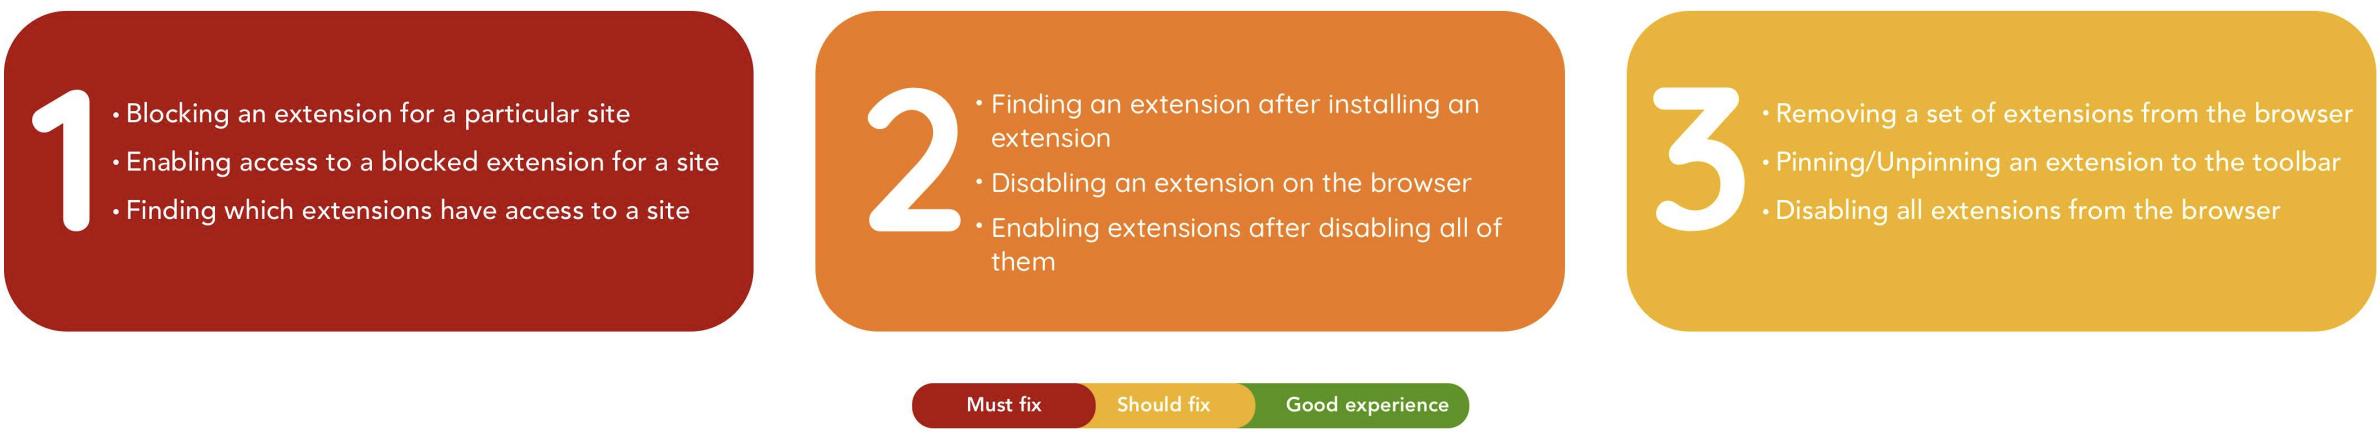 1
• Blocking an extension for a particular site
• Enabling access to a blocked extension for a site
• Finding which extensions have access to a site
2
• Finding an extension after installing an
extension
• Disabling an extension on the browser
• Enabling extensions after disabling all of
them
3
• Removing a set of extensions from the browser
• Pinning/Unpinning an extension to the toolbar
• Disabling all extensions from the browser
Must fix
Should fix
Good experience